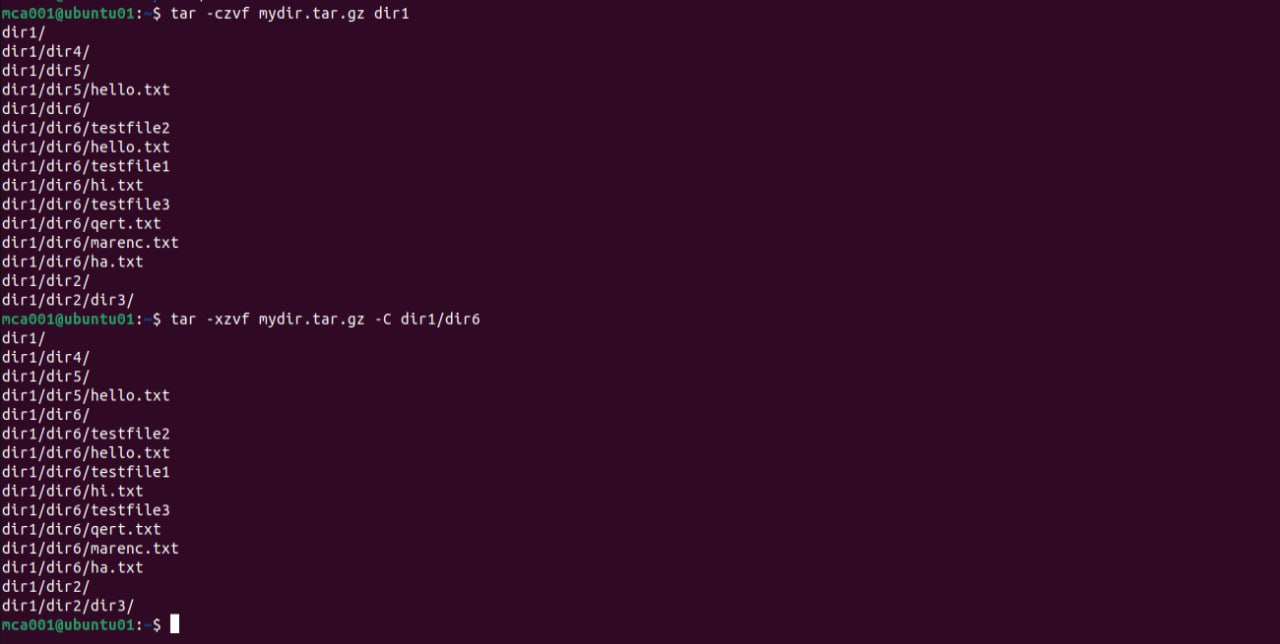 mca001@ubuntu01:~$ tar -czvf mydir.tar.gz dir1
dir1/
dir1/dir4/
dir1/dir5/
dir1/dir5/hello.txt
dir1/dir6/
dir1/dir6/testfile2
dir1/dir6/hello.txt
dir1/dir6/testfile1
dir1/dir6/hi.txt
dir1/dir6/testfile3
dir1/dir6/qert.txt
dir1/dir6/marenc.txt
dir1/dir6/ha.txt
dir1/dir2/
dir1/dir2/dir3/
mca001@ubuntu01:~$ tar -xzvf mydir.tar.gz -C dir1/dir6
dir1/
dir1/dir4/
dir1/dir5/
dir1/dir5/hello.txt
dir1/dir6/
dir1/dir6/testfile2
dir1/dir6/hello.txt
dir1/dir6/testfile1
dir1/dir6/hi.txt
dir1/dir6/testfile3
dir1/dir6/qert.txt
dir1/dir6/marenc.txt
dir1/dir6/ha.txt
dir1/dir2/
dir1/dir2/dir3/
mca001@ubuntu01:~$